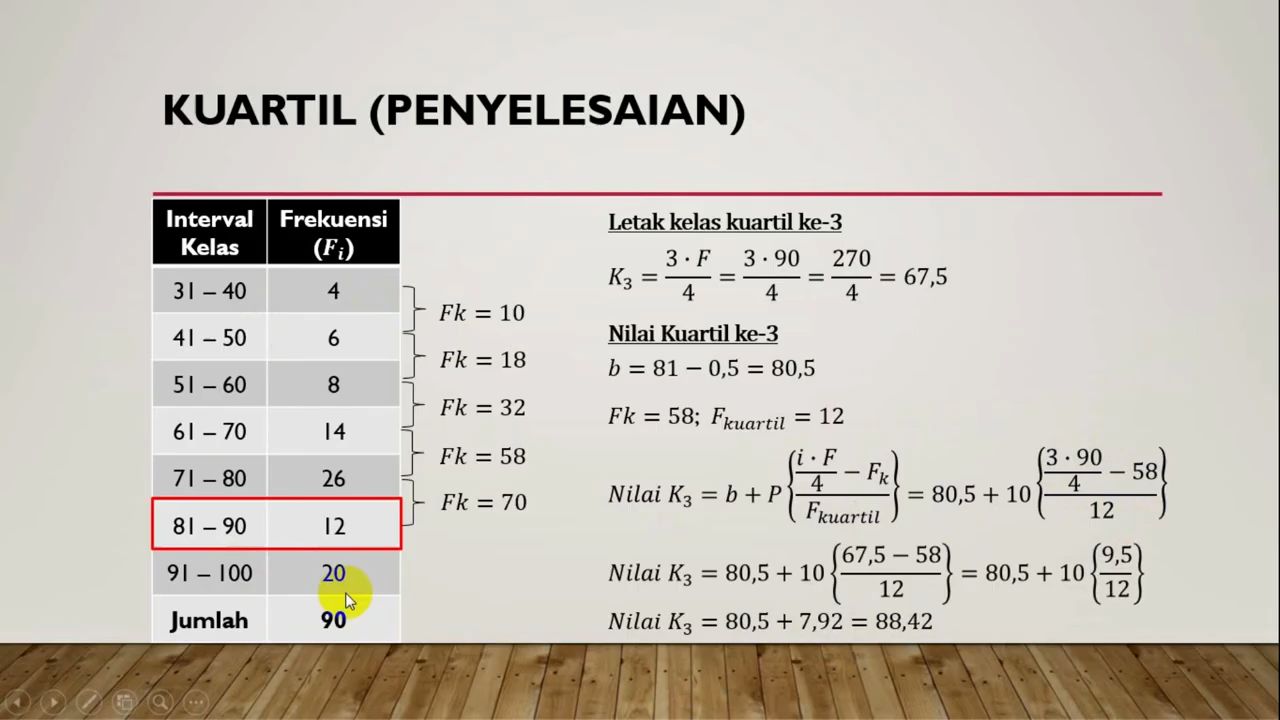 KUARTIL (PENYELESAIAN)
Interval Kelas | Frekuensi (Fᵢ)
31 – 40 | 4
41 – 50 | 6
51 – 60 | 8
61 – 70 | 14
71 – 80 | 26
81 – 90 | 12
91 – 100 | 20
Jumlah | 90
Fk = 10
Fk = 18
Fk = 32
Fk = 58
Fk = 70
Letak kelas kuartil ke-3
K₃ = (3 · F)/4 = (3 · 90)/4 = 270/4 = 67,5
Nilai Kuartil ke-3
b = 81 − 0,5 = 80,5
Fk = 58; F_kuartil = 12
Nilai K₃ = b + P {((i · F)/4 − F_k)/F_kuartil} = 80,5 + 10 {((3 · 90)/4 − 58)/12}
Nilai K₃ = 80,5 + 10 {(67,5 − 58)/12} = 80,5 + 10 {9,5/12}
Nilai K₃ = 80,5 + 7,92 = 88,42